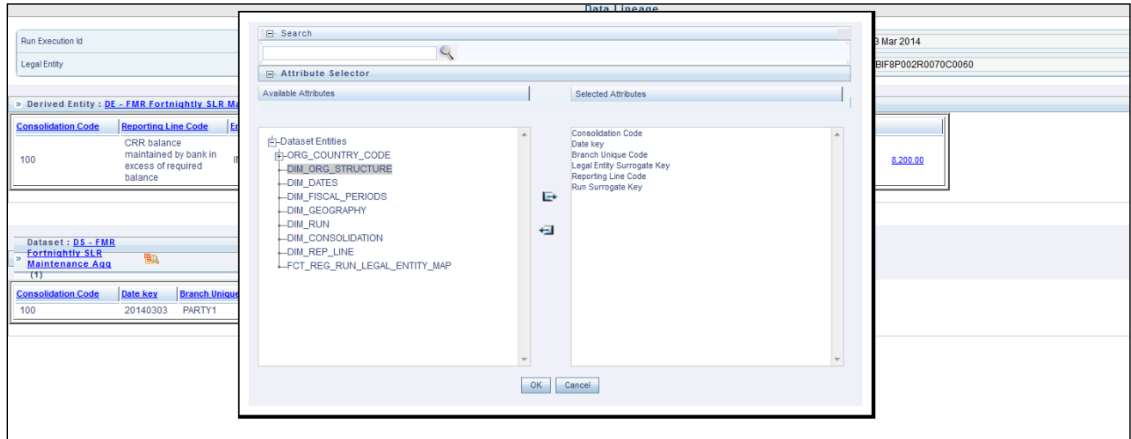 Data Lineage
Run Execution id
3 Mar 2014
Legal Entity
BIF8P002R0070C0060
» Derived Entity : DE - FMR Fortnightly SLR Ma
Consolidation Code Reporting Line Code
100
CRR balance
maintained by bank in
excess of required
balance
8,200.00
Dataset : DS - FMR
» Fortnightly SLR
Maintenance Agg
(1)
Consolidation Code Date key Branch Unique
100 20140303 PARTY1
Search
Attribute Selector
Available Attributes
Selected Attributes
Dataset Entities
ORG_COUNTRY_CODE
DIM_ORG_STRUCTURE
DIM_DATES
DIM_FISCAL_PERIODS
DIM_GEOGRAPHY
DIM_RUN
DIM_CONSOLIDATION
DIM_REP_LINE
FCT_REG_RUN_LEGAL_ENTITY_MAP
Consolidation Code
Date key
Branch Unique Code
Legal Entity Surrogate Key
Reporting Line Code
Run Surrogate Key
OK Cancel